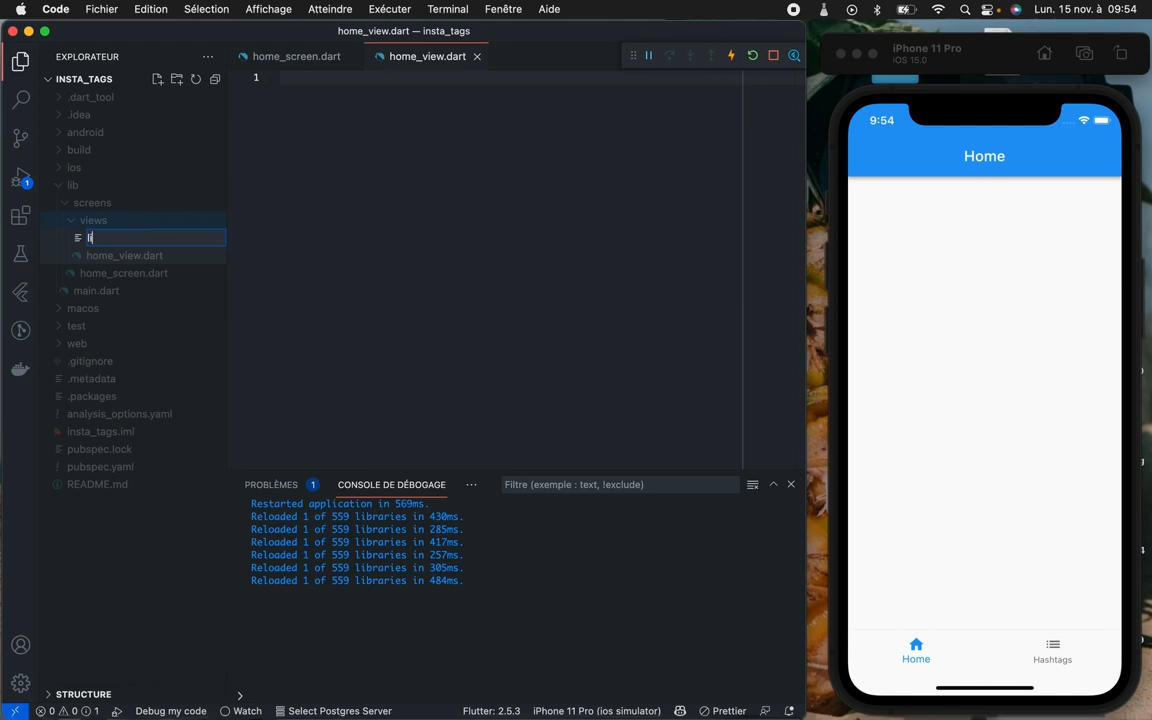 Code Fichier Edition Sélection Affichage Atteindre Exécuter Terminal Fenêtre Aide Lun. 15 nov. à 09:54
home_view.dart — insta_tags
EXPLORATEUR
home_screen.dart
home_view.dart
INSTA_TAGS
1
.dart_tool
.idea
android
build
ios
lib
screens
views
li
home_view.dart
home_screen.dart
main.dart
macos
test
web
.gitignore
.metadata
.packages
analysis_options.yaml
insta_tags.iml
pubspec.lock
pubspec.yaml
README.md
STRUCTURE
1
PROBLÈMES 1 CONSOLE DE DÉBOGAGE ··· Filtre (exemple : text, !exclude)
Restarted application in 569ms.
Reloaded 1 of 559 libraries in 430ms.
Reloaded 1 of 559 libraries in 285ms.
Reloaded 1 of 559 libraries in 417ms.
Reloaded 1 of 559 libraries in 257ms.
Reloaded 1 of 559 libraries in 305ms.
Reloaded 1 of 559 libraries in 484ms.
0 0 1 Debug my code Watch Select Postgres Server Flutter: 2.5.3 iPhone 11 Pro (ios simulator) Prettier
iPhone 11 Pro
iOS 15.0
9:54
Home
Home
Hashtags